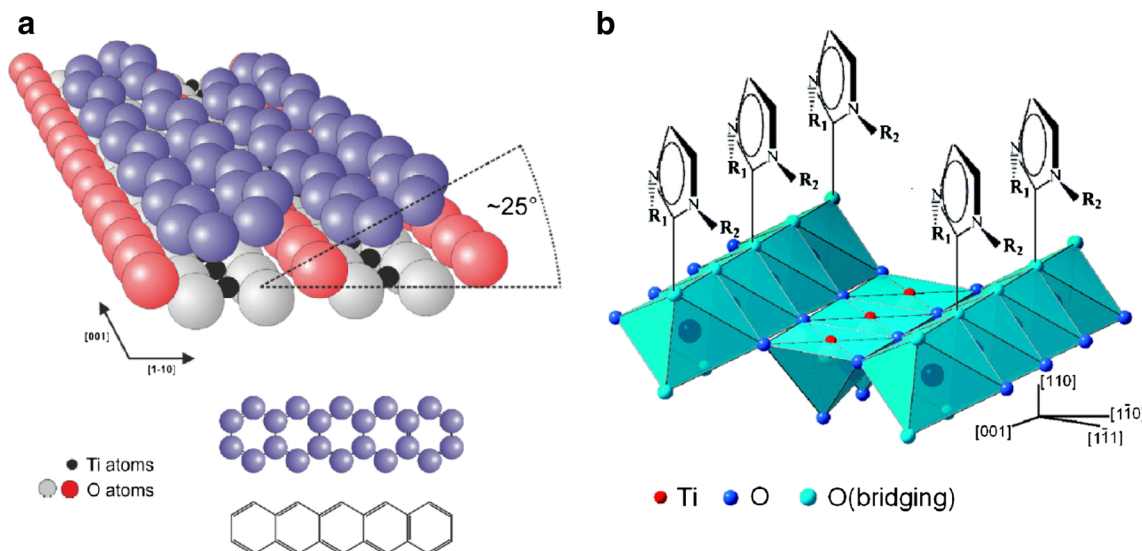 a
~25°
[001]
[1-10]
Ti atoms
O atoms
b
N
R₁
N
R₂
N
R₁
N
R₂
N
R₁
N
R₂
N
R₁
N
R₂
N
R₁
N
R₂
[110]
[11̄0]
[001]
[11̄1]
Ti
O
O(bridging)